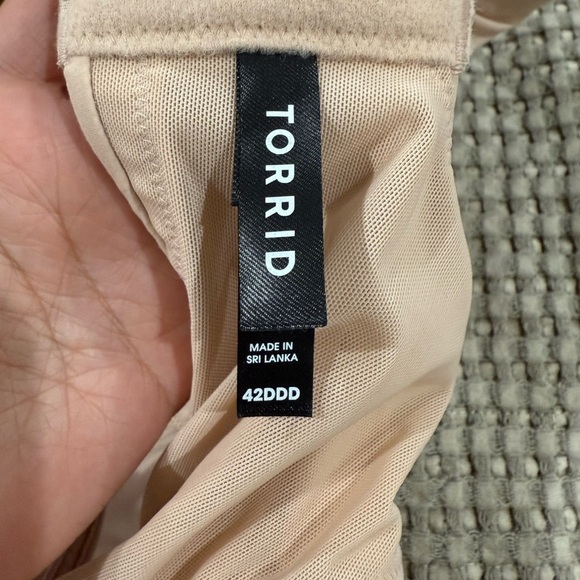 TORRID
MADE IN
SRI LANKA
42DDD